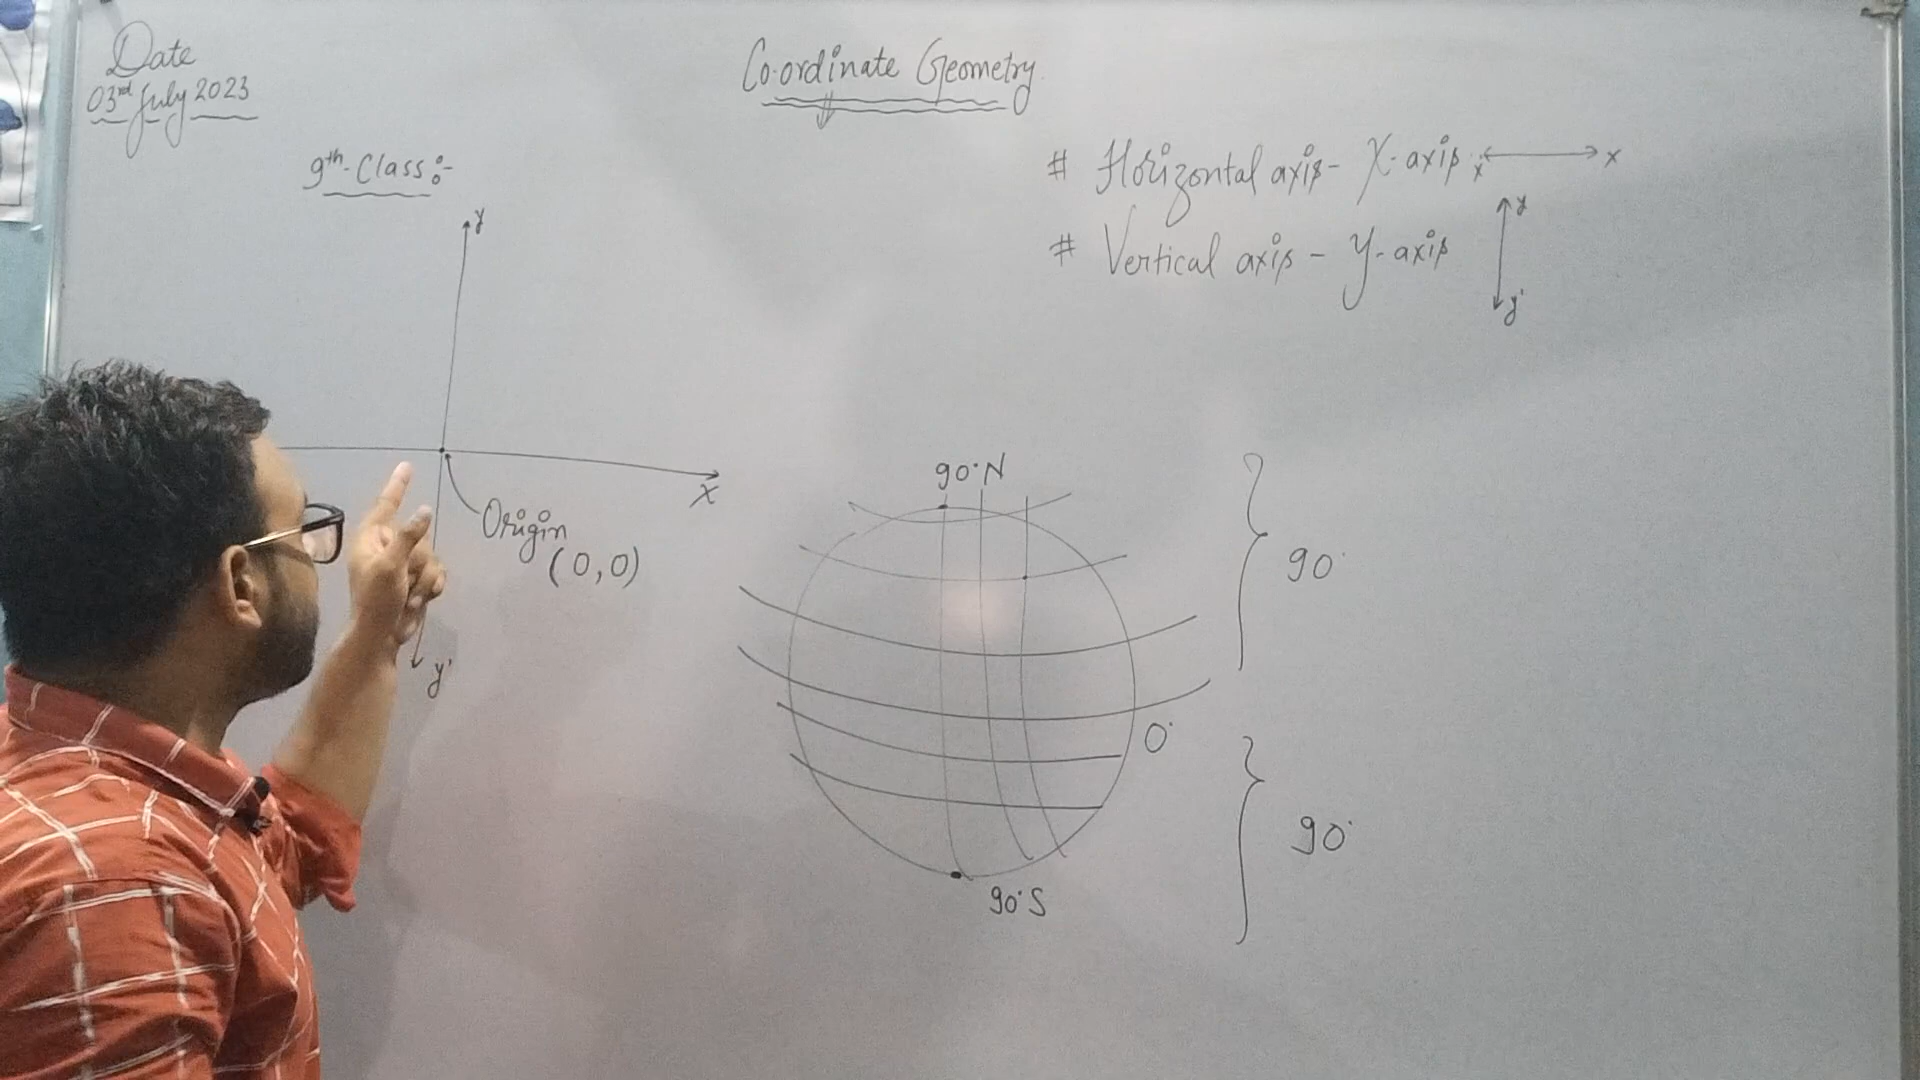 Date
03rd July 2023
Co-ordinate Geometry
9th-Class:-
# Horizontal axis - X-axis x' x
# Vertical axis - Y-axis
y
y'
y
X
Origin
(0,0)
y'
90°N
90°
0°
90°
90°S